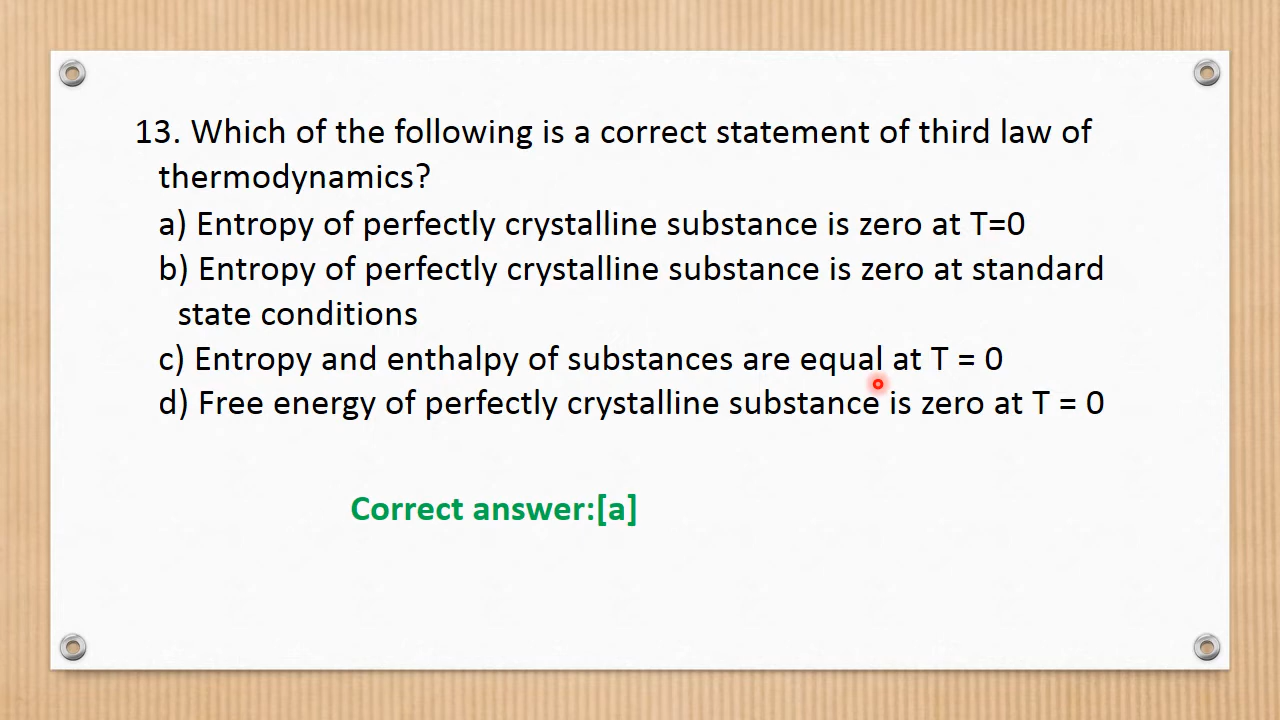 13. Which of the following is a correct statement of third law of
thermodynamics?
a) Entropy of perfectly crystalline substance is zero at T=0
b) Entropy of perfectly crystalline substance is zero at standard
state conditions
c) Entropy and enthalpy of substances are equal at T = 0
d) Free energy of perfectly crystalline substance is zero at T = 0
Correct answer:[a]